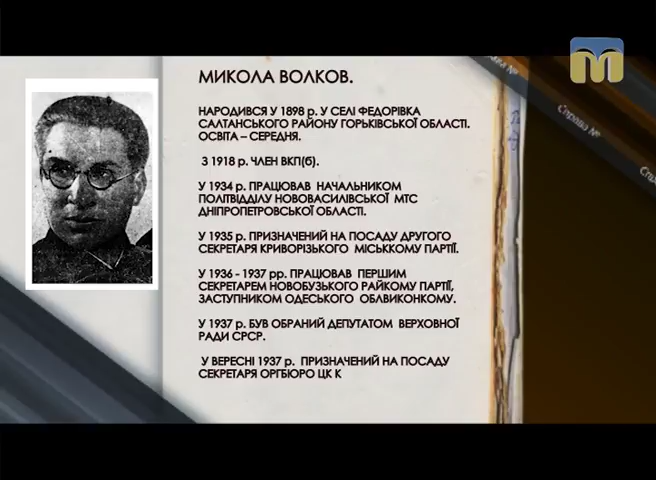 МИКОЛА ВОЛКОВ.
НАРОДИВСЯ У 1898 р. У СЕЛІ ФЕДОРІВКА
САЛТАНСЬКОГО РАЙОНУ ГОРЬКІВСЬКОЇ ОБЛАСТІ.
ОСВІТА – СЕРЕДНЯ.
З 1918 р. ЧЛЕН ВКП(б).
У 1934 р. ПРАЦЮВАВ НАЧАЛЬНИКОМ
ПОЛІТВІДДІЛУ НОВОВАСИЛІВСЬКОЇ МТС
ДНІПРОПЕТРОВСЬКОЇ ОБЛАСТІ.
У 1935 р. ПРИЗНАЧЕНИЙ НА ПОСАДУ ДРУГОГО
СЕКРЕТАРЯ КРИВОРІЗЬКОГО МІСЬККОМУ ПАРТІЇ.
У 1936 - 1937 рр. ПРАЦЮВАВ ПЕРШИМ
СЕКРЕТАРЕМ НОВОБУЗЬКОГО РАЙКОМУ ПАРТІЇ,
ЗАСТУПНИКОМ ОДЕСЬКОГО ОБЛВИКОНКОМУ.
У 1937 р. БУВ ОБРАНИЙ ДЕПУТАТОМ ВЕРХОВНОЇ
РАДИ СРСР.
У ВЕРЕСНІ 1937 р. ПРИЗНАЧЕНИЙ НА ПОСАДУ
СЕКРЕТАРЯ ОРГБЮРО ЦК К
Справа №